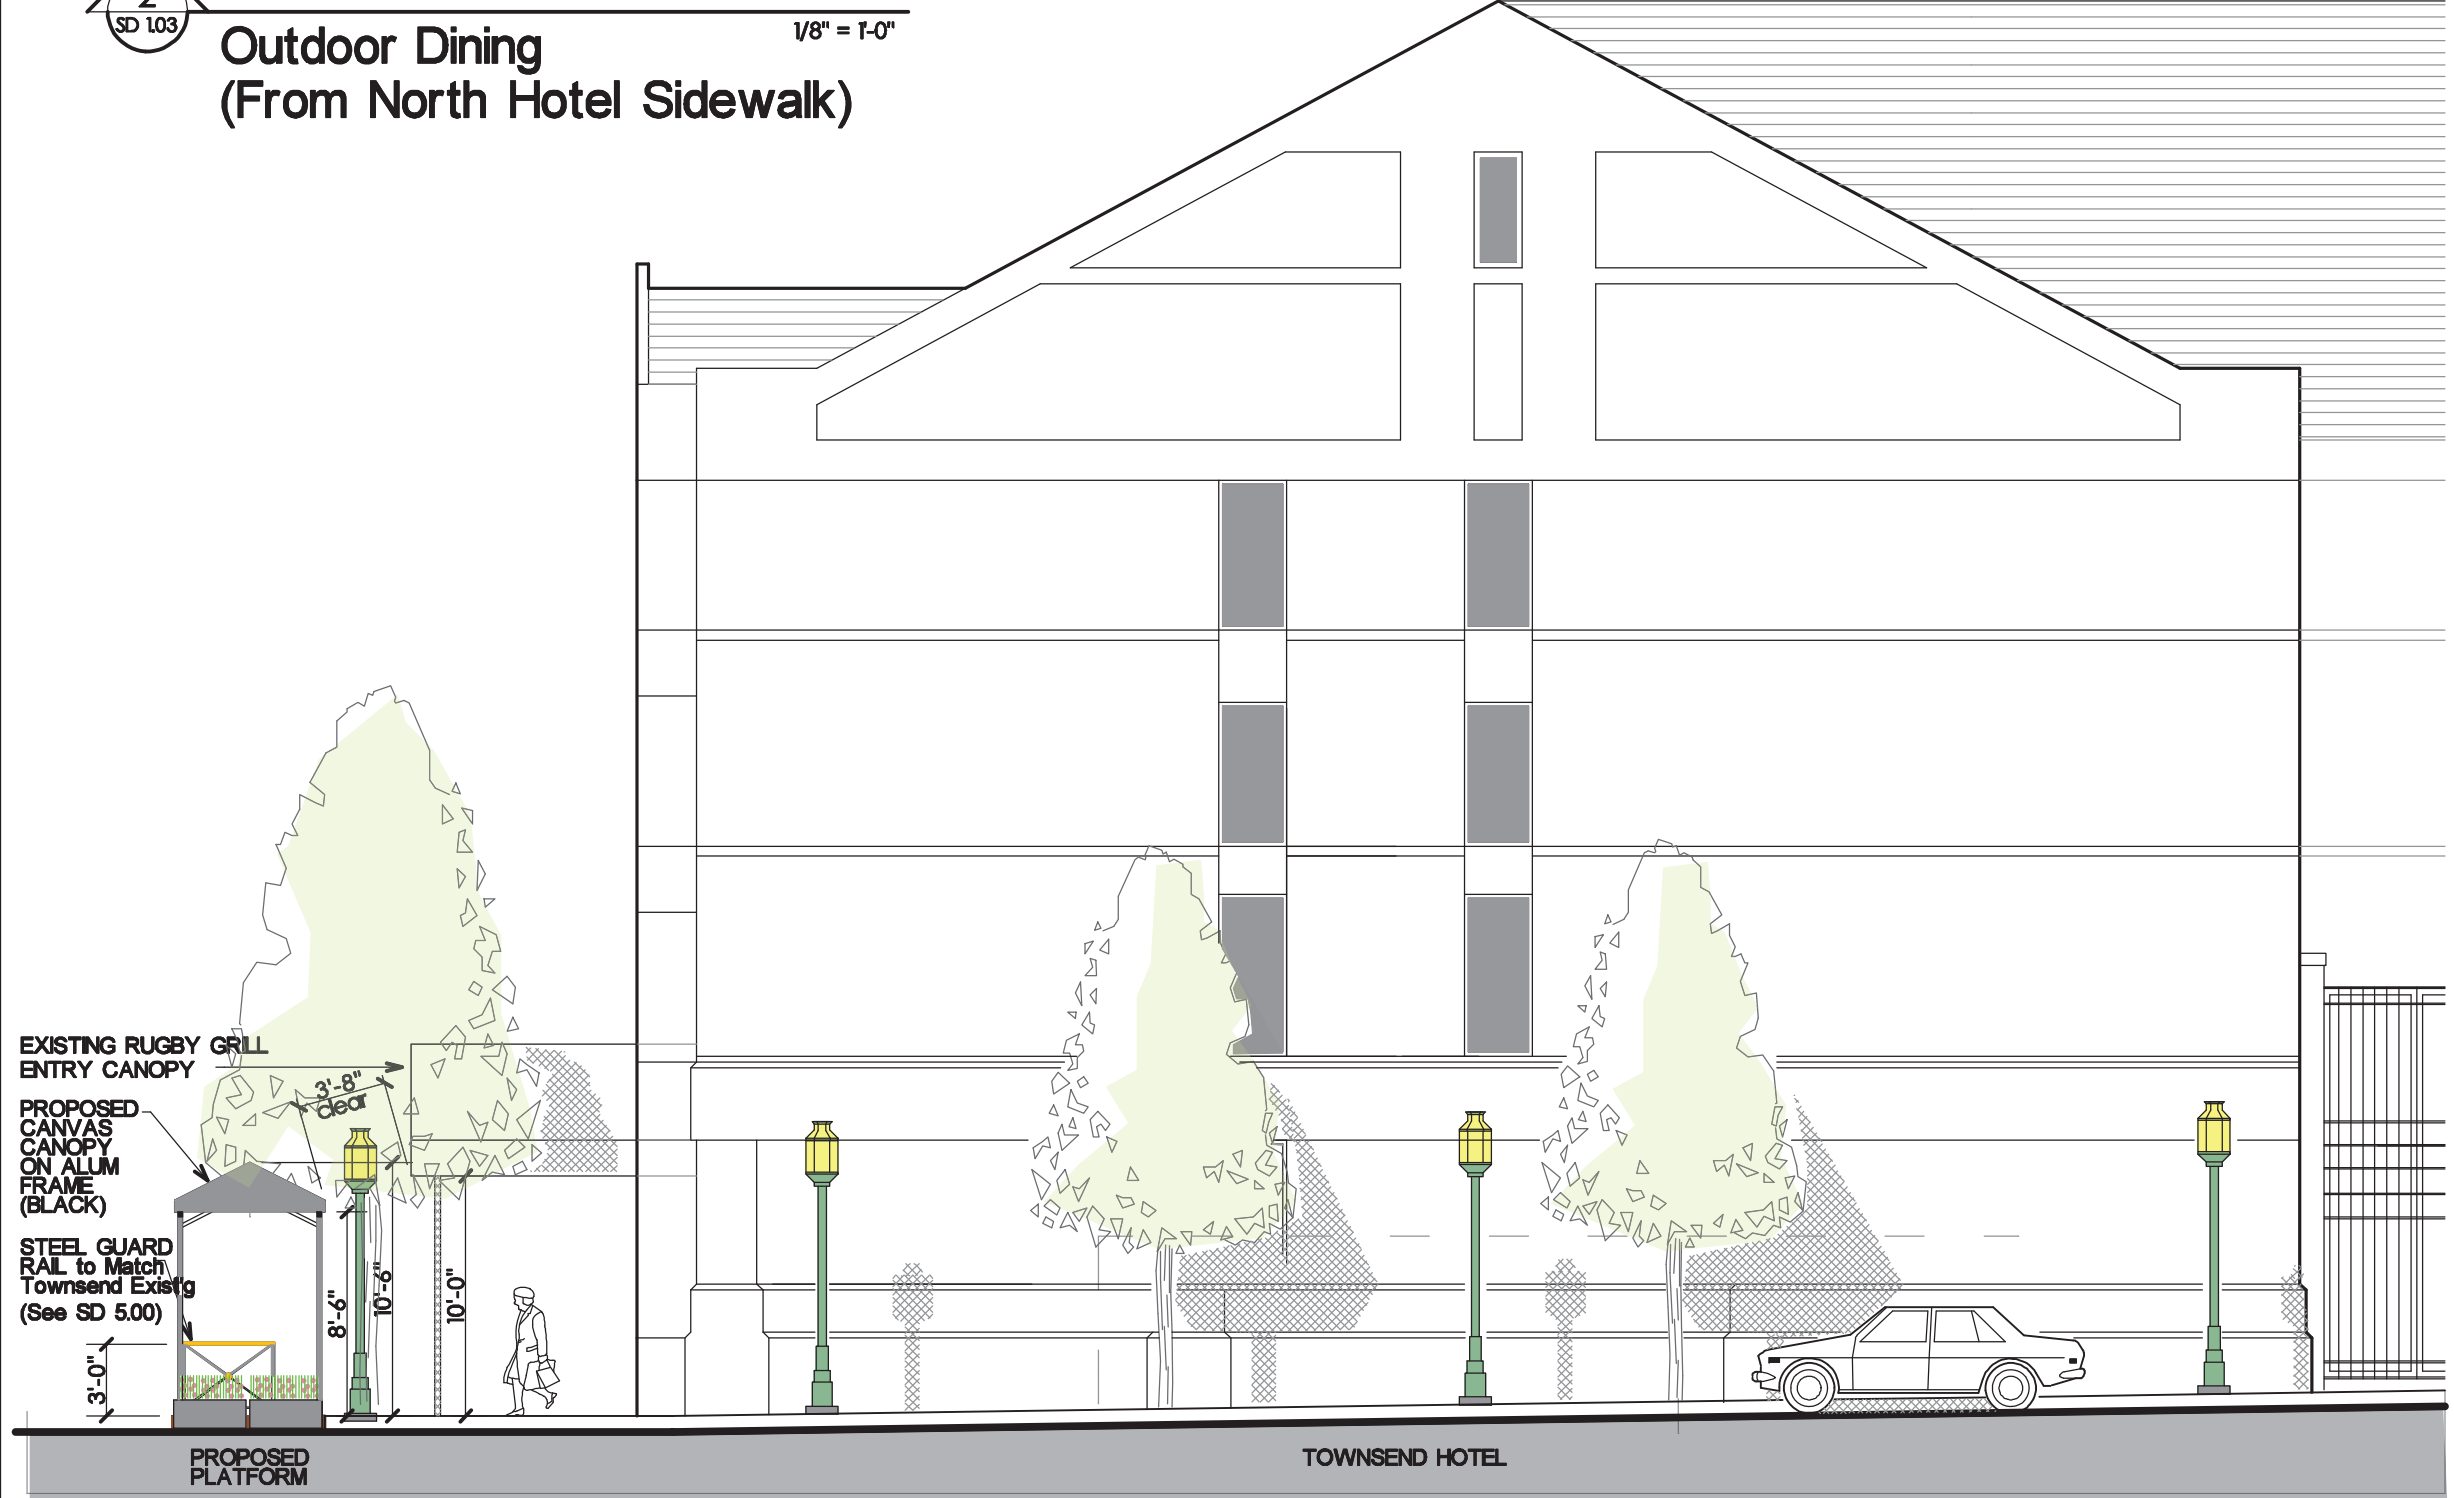 SD 1.03
1/8" = 1'-0"
Outdoor Dining
(From North Hotel Sidewalk)
EXISTING RUGBY GRILL
ENTRY CANOPY
3'-8"
clear
PROPOSED
CANVAS
CANOPY
ON ALUM
FRAME
(BLACK)
STEEL GUARD
RAIL to Match
Townsend Exist'g
(See SD 5.00)
3'-0"
8'-6"
10'-6"
10'-0"
PROPOSED
PLATFORM
TOWNSEND HOTEL